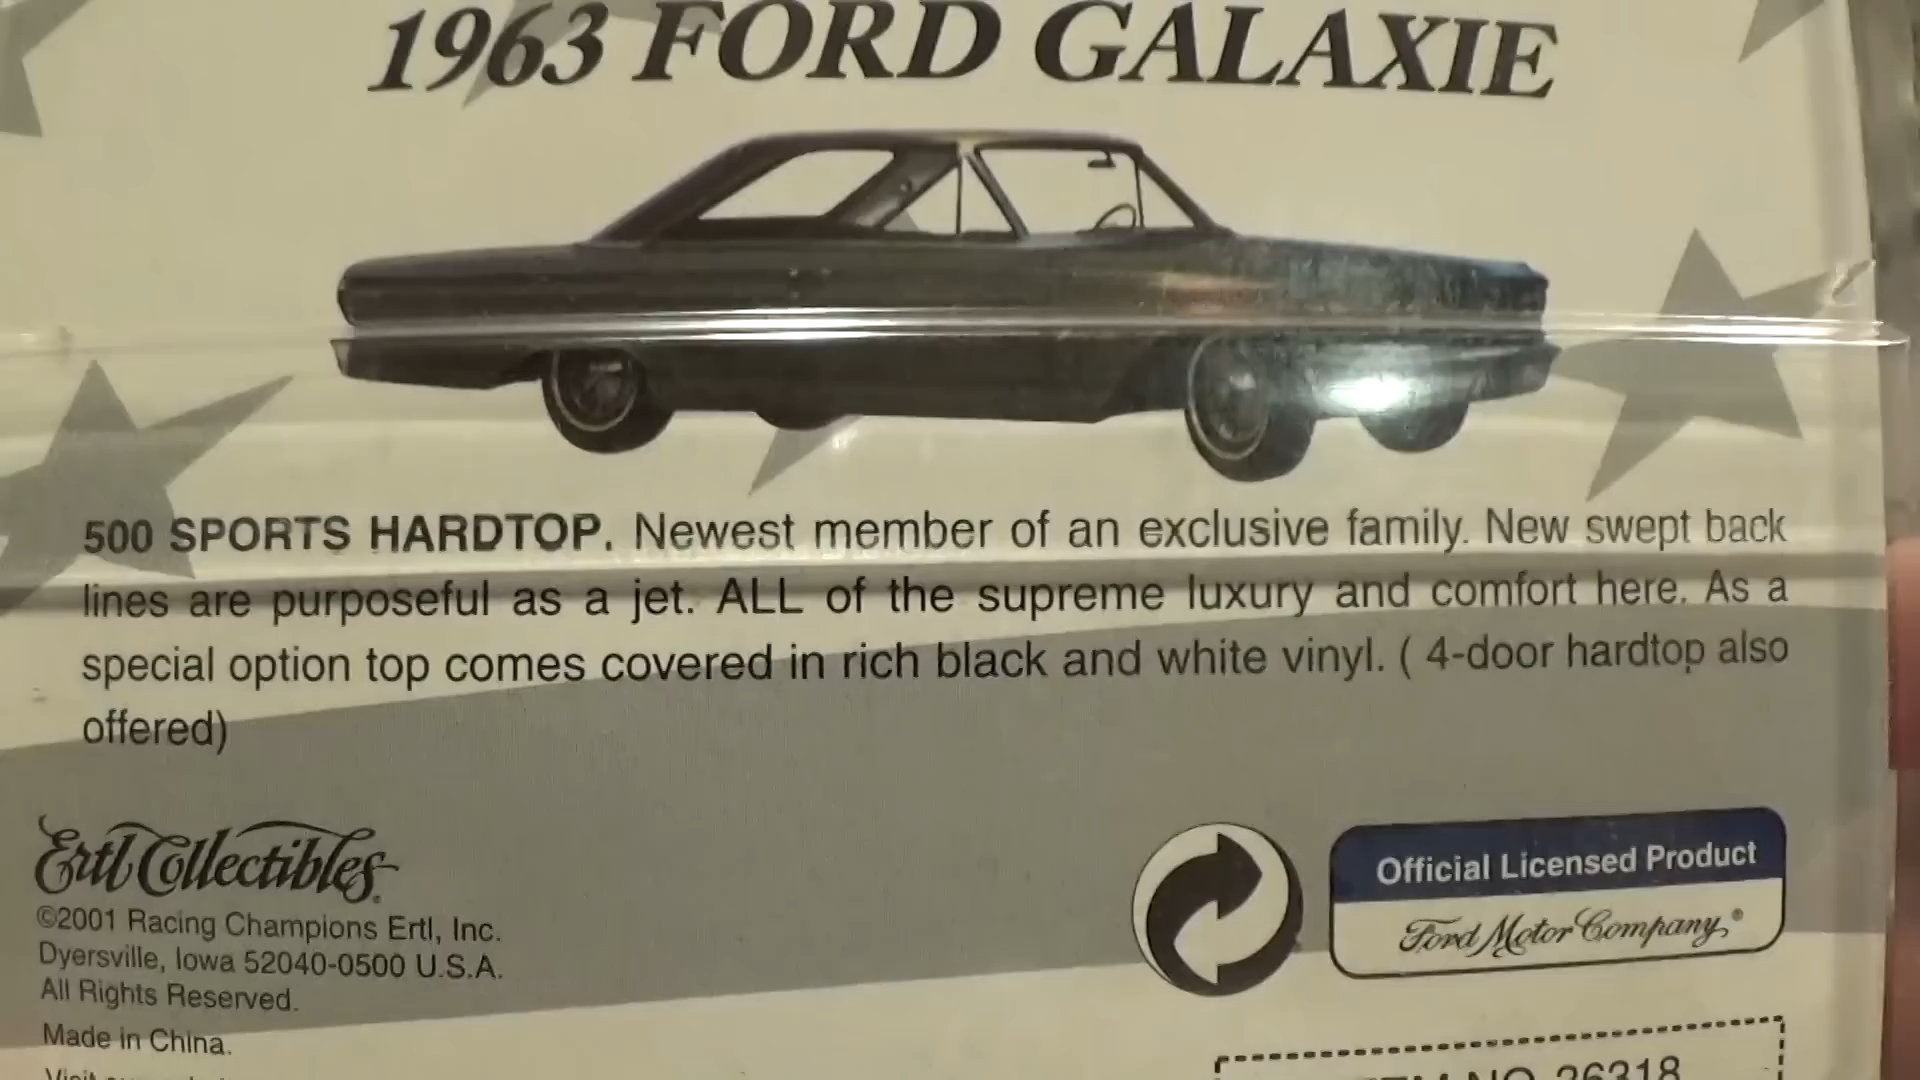 1963 FORD GALAXIE
500 SPORTS HARDTOP. Newest member of an exclusive family. New swept back
lines are purposeful as a jet. ALL of the supreme luxury and comfort here. As a
special option top comes covered in rich black and white vinyl. ( 4-door hardtop also
offered)
Ertl Collectibles®
©2001 Racing Champions Ertl, Inc.
Dyersville, Iowa 52040-0500 U.S.A.
All Rights Reserved.
Made in China.
Visit
Official Licensed Product
Ford Motor Company®
NO 26318